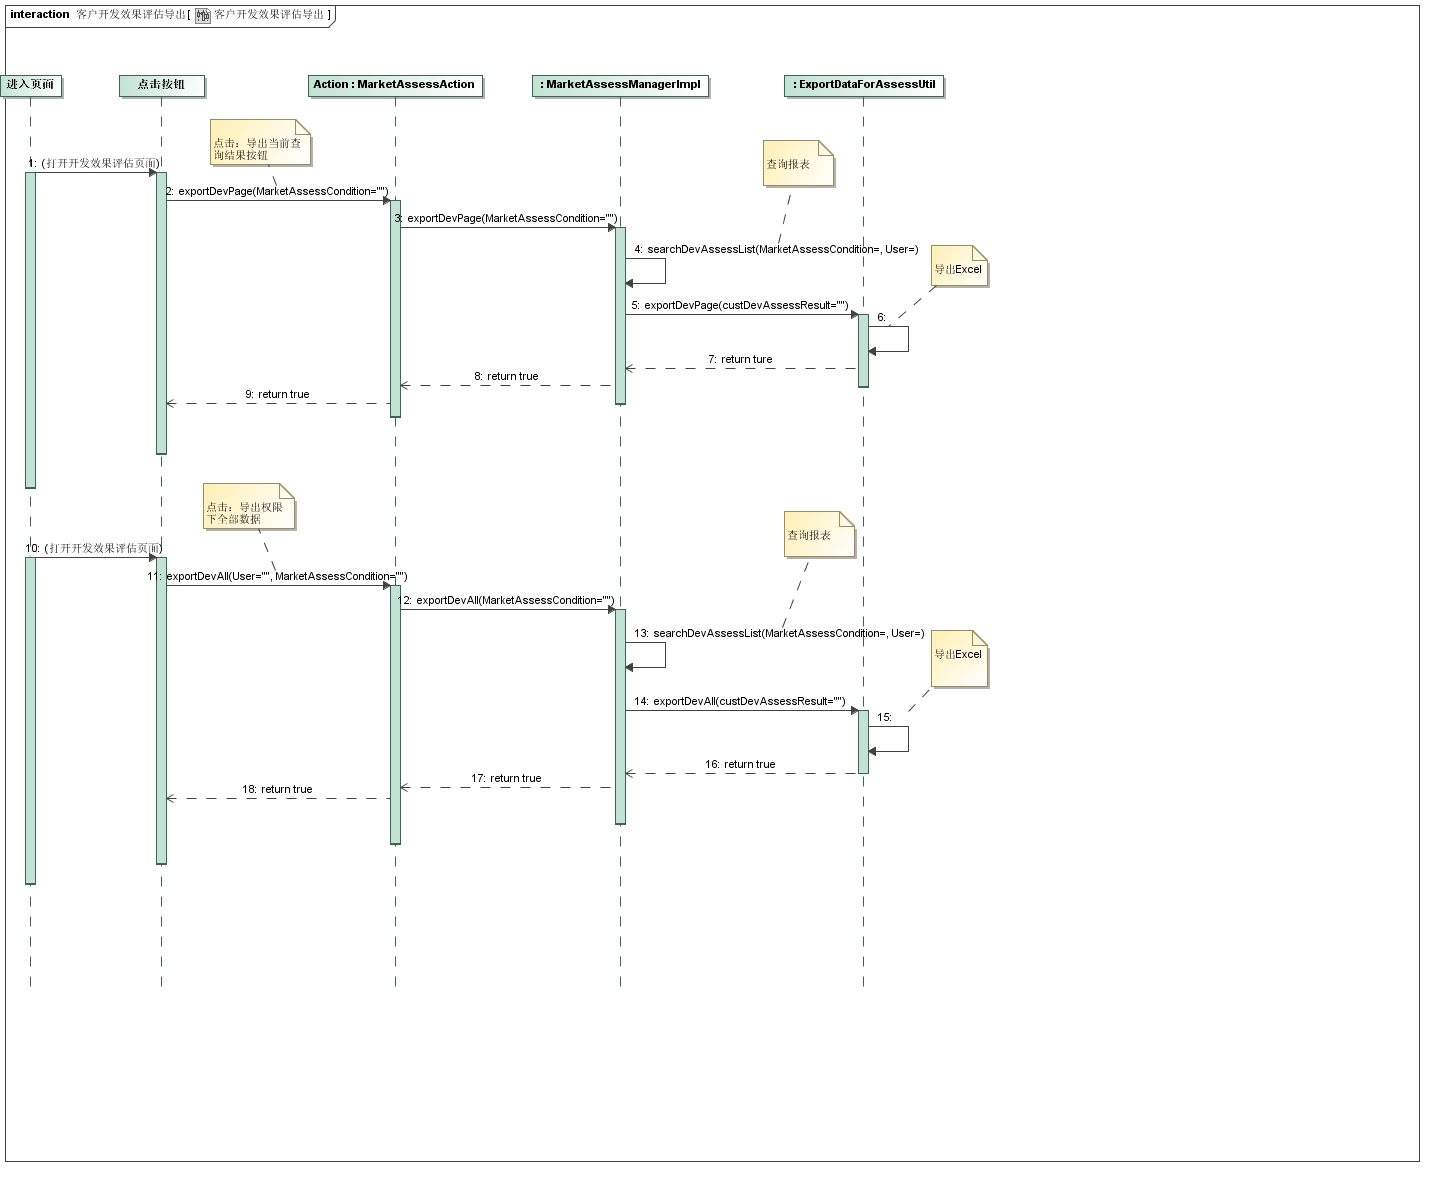 interaction 客户开发效果评估导出[ 客户开发效果评估导出 ]
进入页面
点击按钮
Action : MarketAssessAction
: MarketAssessManagerImpl
: ExportDataForAssessUtil
点击：导出当前查
询结果按钮
查询报表
1: (打开开发效果评估页面)
2: exportDevPage(MarketAssessCondition="")
3: exportDevPage(MarketAssessCondition="")
4: searchDevAssessList(MarketAssessCondition=, User=)
导出Excel
5: exportDevPage(custDevAssessResult="")
6:
7: return ture
8: return true
9: return true
点击：导出权限
下全部数据
查询报表
10: (打开开发效果评估页面)
11: exportDevAll(User="", MarketAssessCondition="")
12: exportDevAll(MarketAssessCondition="")
13: searchDevAssessList(MarketAssessCondition=, User=)
导出Excel
14: exportDevAll(custDevAssessResult="")
15:
16: return true
17: return true
18: return true